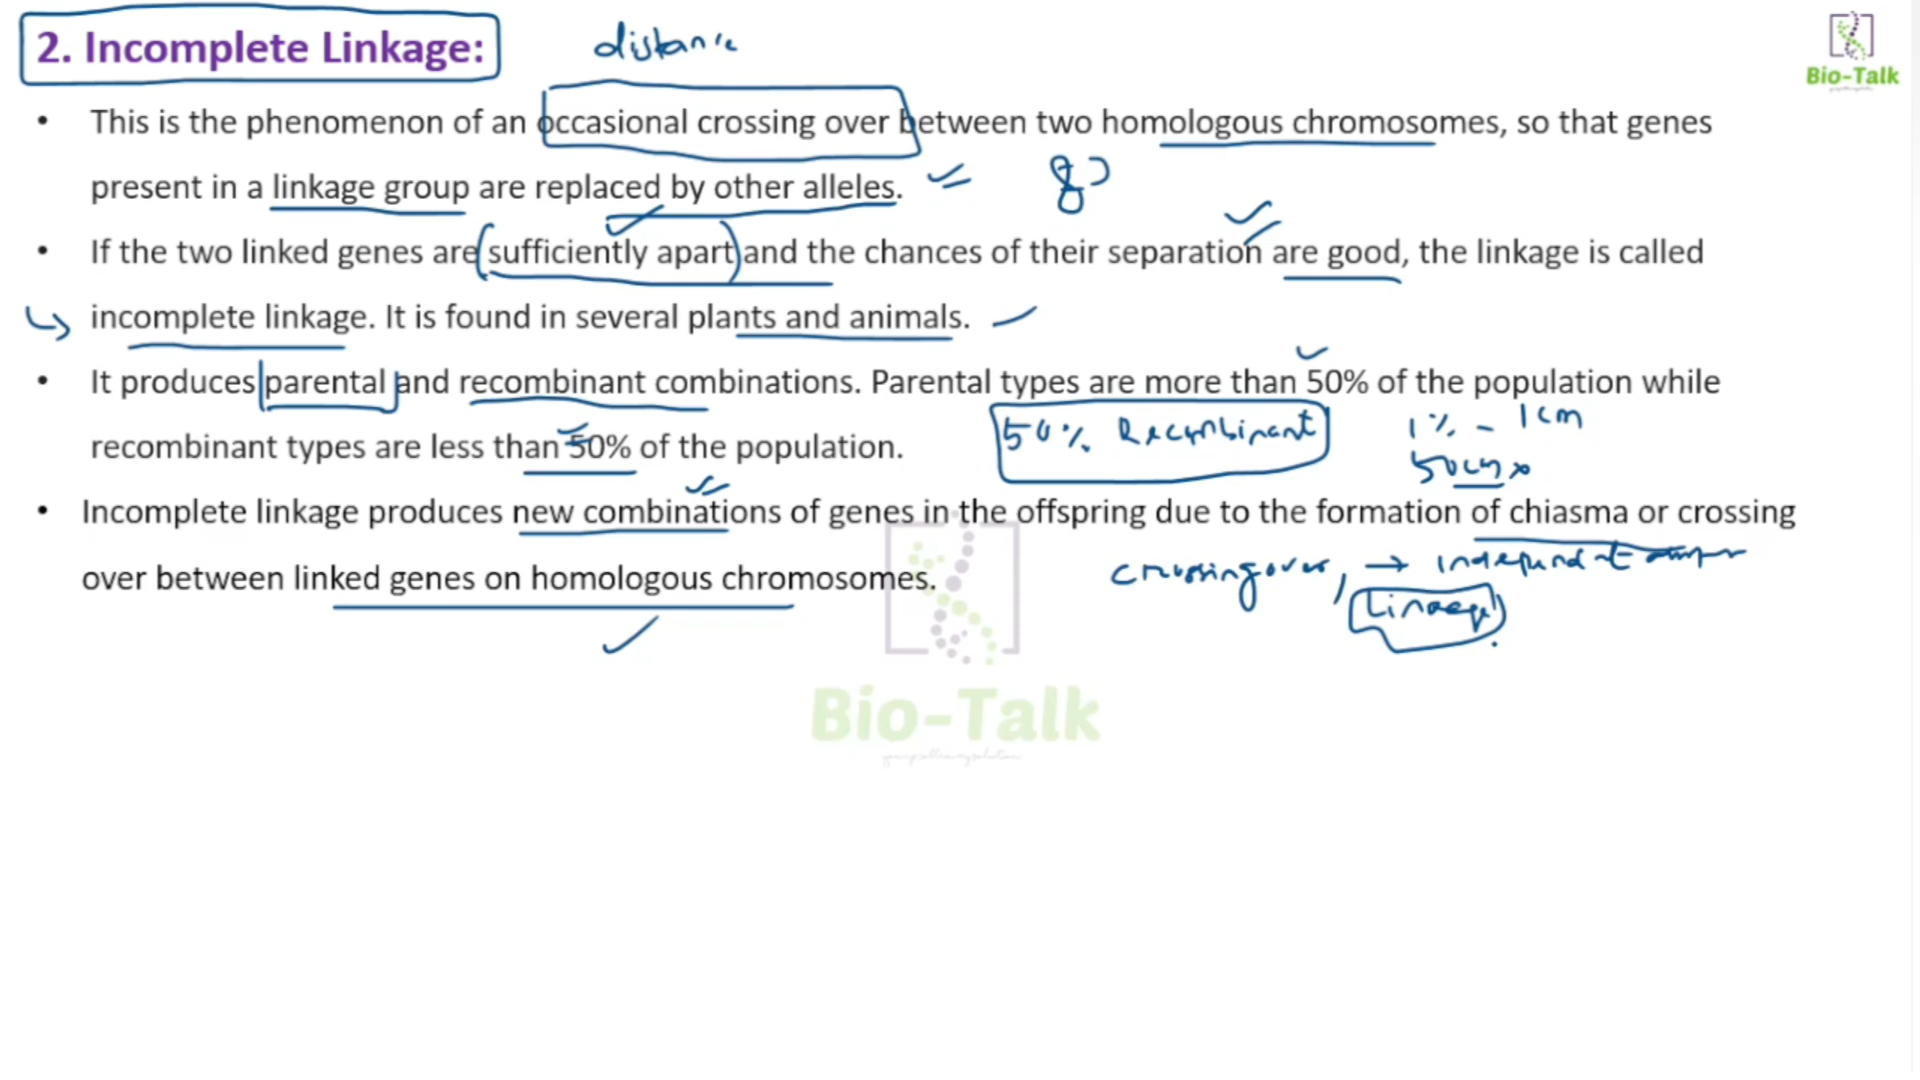 2. Incomplete Linkage:
distance
Bio-Talk
• This is the phenomenon of an occasional crossing over between two homologous chromosomes, so that genes
present in a linkage group are replaced by other alleles.
• If the two linked genes are sufficiently apart and the chances of their separation are good, the linkage is called
incomplete linkage. It is found in several plants and animals.
• It produces parental and recombinant combinations. Parental types are more than 50% of the population while
recombinant types are less than 50% of the population.
50% Recombinant
1% - 1cm
50cm
• Incomplete linkage produces new combinations of genes in the offspring due to the formation of chiasma or crossing
over between linked genes on homologous chromosomes.
crossing over, → independent
Bio-Talk